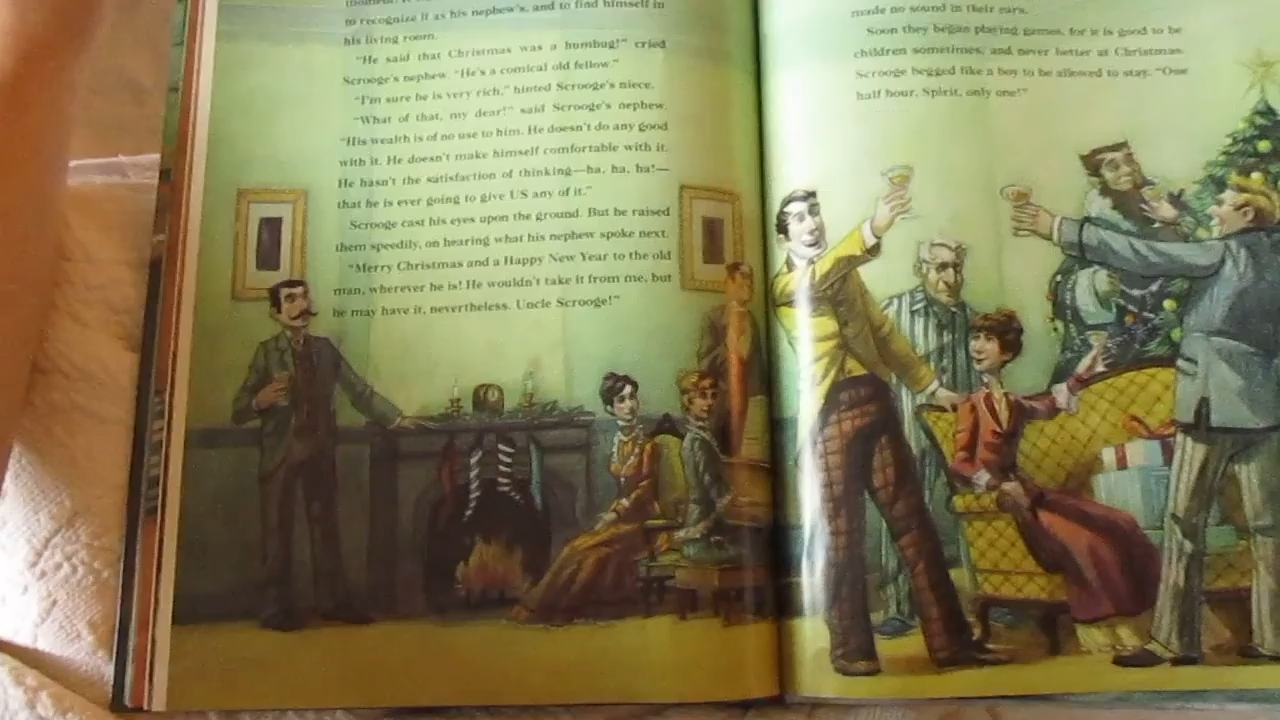 to recognize it as his nephew's, and to find himself in
his living room.
"He said that Christmas was a humbug!" cried
Scrooge's nephew. "He's a comical old fellow."
"I'm sure he is very rich," hinted Scrooge's niece.
"What of that, my dear!" said Scrooge's nephew.
"His wealth is of no use to him. He doesn't do any good
with it. He doesn't make himself comfortable with it.
He hasn't the satisfaction of thinking—ha, ha, ha!—
that he is ever going to give US any of it."
Scrooge cast his eyes upon the ground. But he raised
them speedily, on hearing what his nephew spoke next.
"Merry Christmas and a Happy New Year to the old
man, wherever he is! He wouldn't take it from me, but
he may have it, nevertheless. Uncle Scrooge!"
made no sound in their ears.
Soon they began playing games, for it is good to be
children sometimes, and never better at Christmas.
Scrooge begged like a boy to be allowed to stay. "One
half hour, Spirit, only one!"